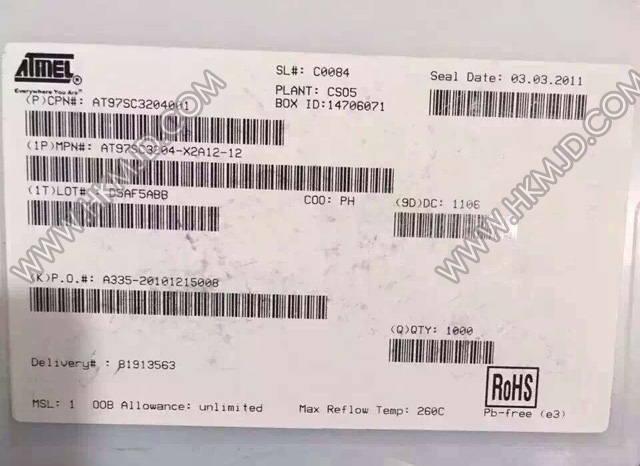 ATMEL
Everywhere You Are®
SL#: C0084
Seal Date: 03.03.2011
PLANT: CS05
BOX ID:14706071
(P)CPN#: AT97SC3204001
(1P)MPN#: AT97SC3204-X2A12-12
(1T)LOT#
COO: PH
(9D)DC: 1106
(K)P.O.#: A335-20101215008
(Q)QTY: 1000
Delivery# : 81913563
RoHS
MSL: 1 OOB Allowance: unlimited
Max Reflow Temp: 260C
Pb-free (e3)
WWW.HKMJD.COM
WWW.HKMJD.COM